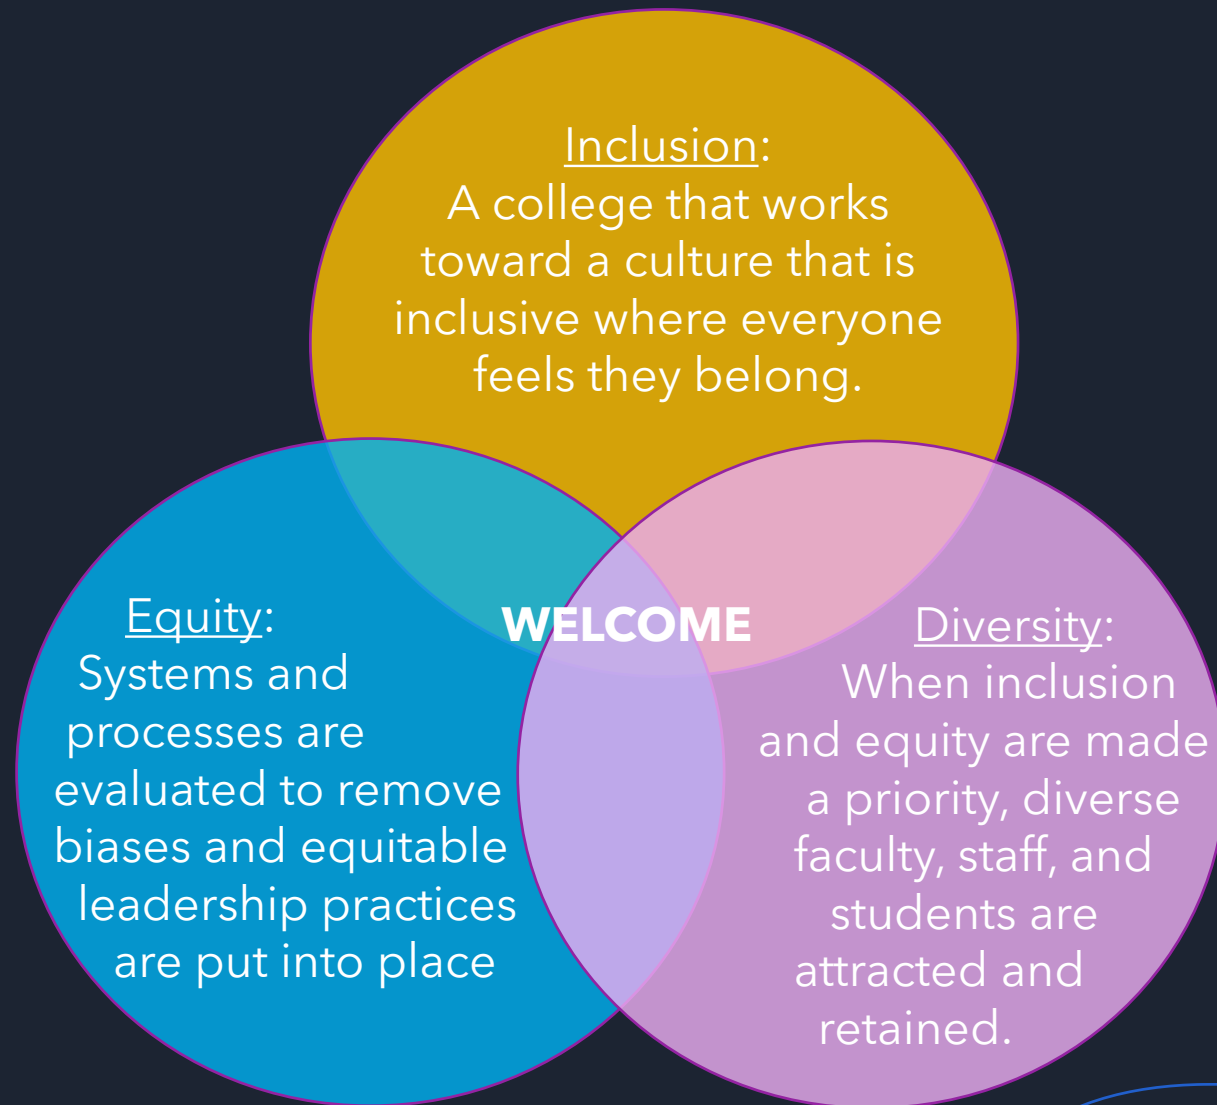 Inclusion:
A college that works
toward a culture that is
inclusive where everyone
feels they belong.
Equity:
Systems and
processes are
evaluated to remove
biases and equitable
leadership practices
are put into place
WELCOME
Diversity:
When inclusion
and equity are made
a priority, diverse
faculty, staff, and
students are
attracted and
retained.